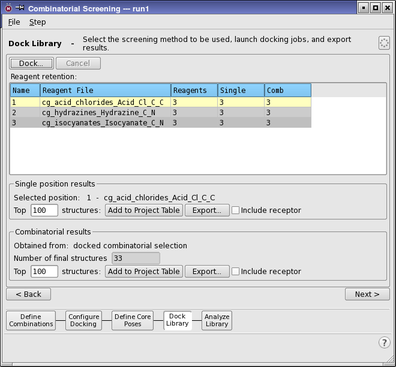 Combinatorial Screening — run1
File Step
Dock Library - Select the screening method to be used, launch docking jobs, and export
results.
Dock... Cancel
Reagent retention:
Name Reagent File Reagents Single Comb
1 cg_acid_chlorides_Acid_Cl_C_C 3 3 3
2 cg_hydrazines_Hydrazine_C_N 3 3 3
3 cg_isocyanates_Isocyanate_C_N 3 3 3
Single position results
Selected position: 1 - cg_acid_chlorides_Acid_Cl_C_C
Top 100 structures: Add to Project Table Export... Include receptor
Combinatorial results
Obtained from: docked combinatorial selection
Number of final structures 33
Top 100 structures: Add to Project Table Export... Include receptor
< Back Next >
Define Configure Define Core Dock Analyze
Combinations Docking Poses Library Library
?